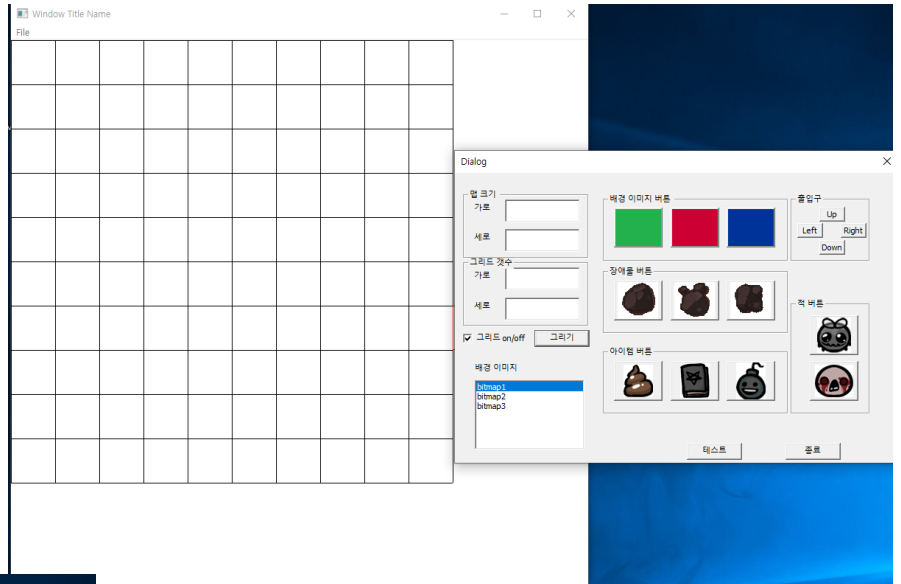 Window Title Name
File
Dialog
맵 크기
가로
세로
그리드 갯수
가로
세로
그리드 on/off
그리기
배경 이미지
bitmap1
bitmap2
bitmap3
배경 이미지 버튼
장애물 버튼
아이템 버튼
출입구
Up
Left Right
Down
적 버튼
테스트
종료